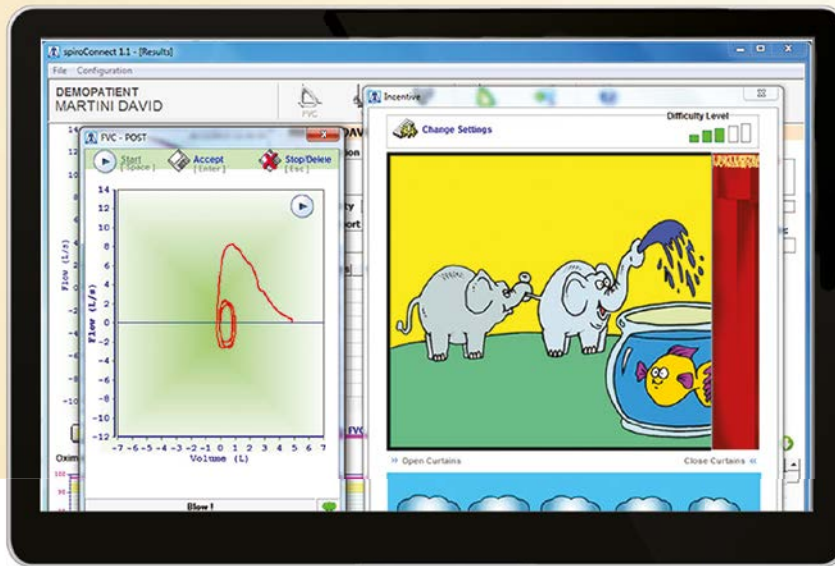 spiroConnect 1.1 - [Results]
File Configuration
DEMOPATIENT
MARTINI DAVID
FVC
FVC - POST
Start
[ Space ]
Accept
[ Enter ]
Stop/Delete
[ Esc ]
14
12
10
8
6
4
2
0
-2
-4
-6
-8
-10
-12
Flow (L/s)
-7 -6 -5 -4 -3 -2 -1 0 1 2 3 4 5 6 7
Volume (L)
Blow !
Incentive
Change Settings
Difficulty Level
Open Curtains
Close Curtains
FVC
Oxim
100